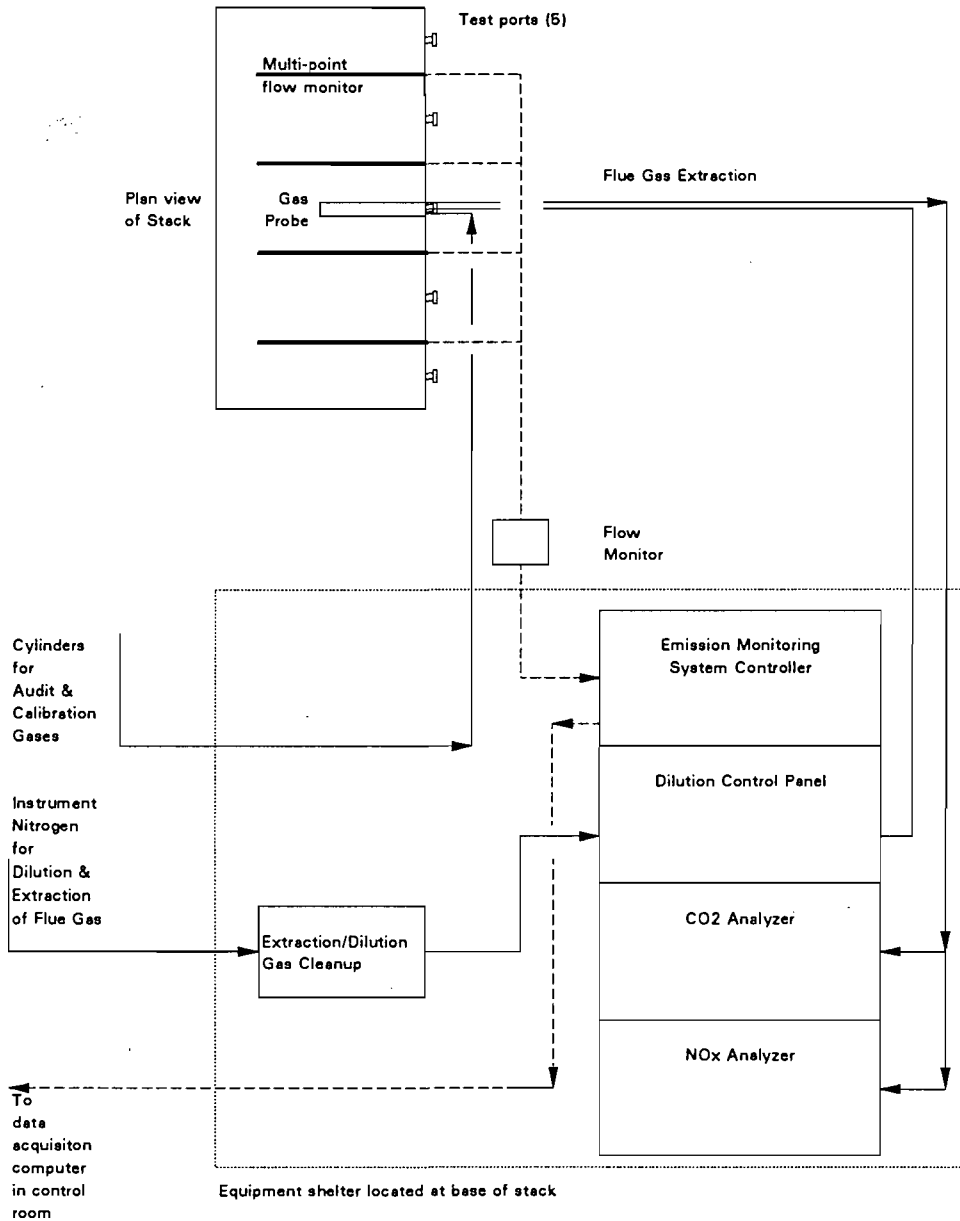 Test ports (5)
Multi-point
flow monitor
Flue Gas Extraction
Plan view
of Stack
Gas
Probe
Flow
Monitor
Cylinders
for
Audit &
Calibration
Gases
Emission Monitoring
System Controller
Instrument
Nitrogen
for
Dilution &
Extraction
of Flue Gas
Dilution Control Panel
Extraction/Dilution
Gas Cleanup
CO2 Analyzer
NOx Analyzer
To
data
acquisiton
computer
in control
room
Equipment shelter located at base of stack